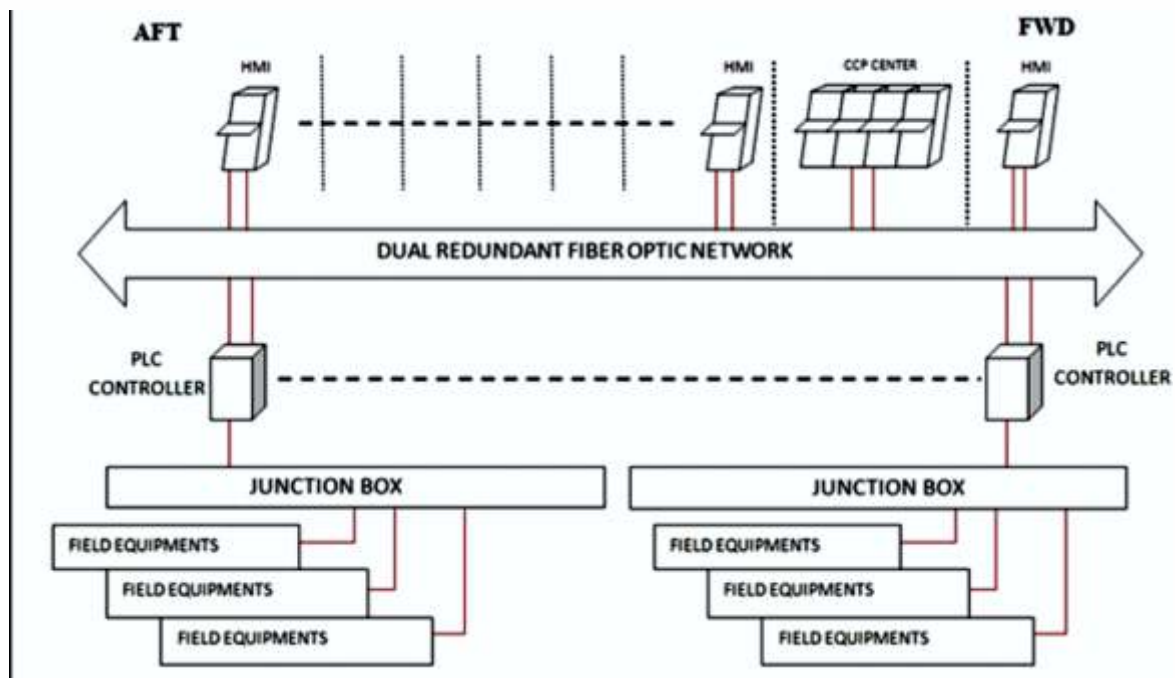 AFT
FWD
HMI
HMI
CCP CENTER
HMI
DUAL REDUNDANT FIBER OPTIC NETWORK
PLC
CONTROLLER
PLC
CONTROLLER
JUNCTION BOX
JUNCTION BOX
FIELD EQUIPMENTS
FIELD EQUIPMENTS
FIELD EQUIPMENTS
FIELD EQUIPMENTS
FIELD EQUIPMENTS
FIELD EQUIPMENTS